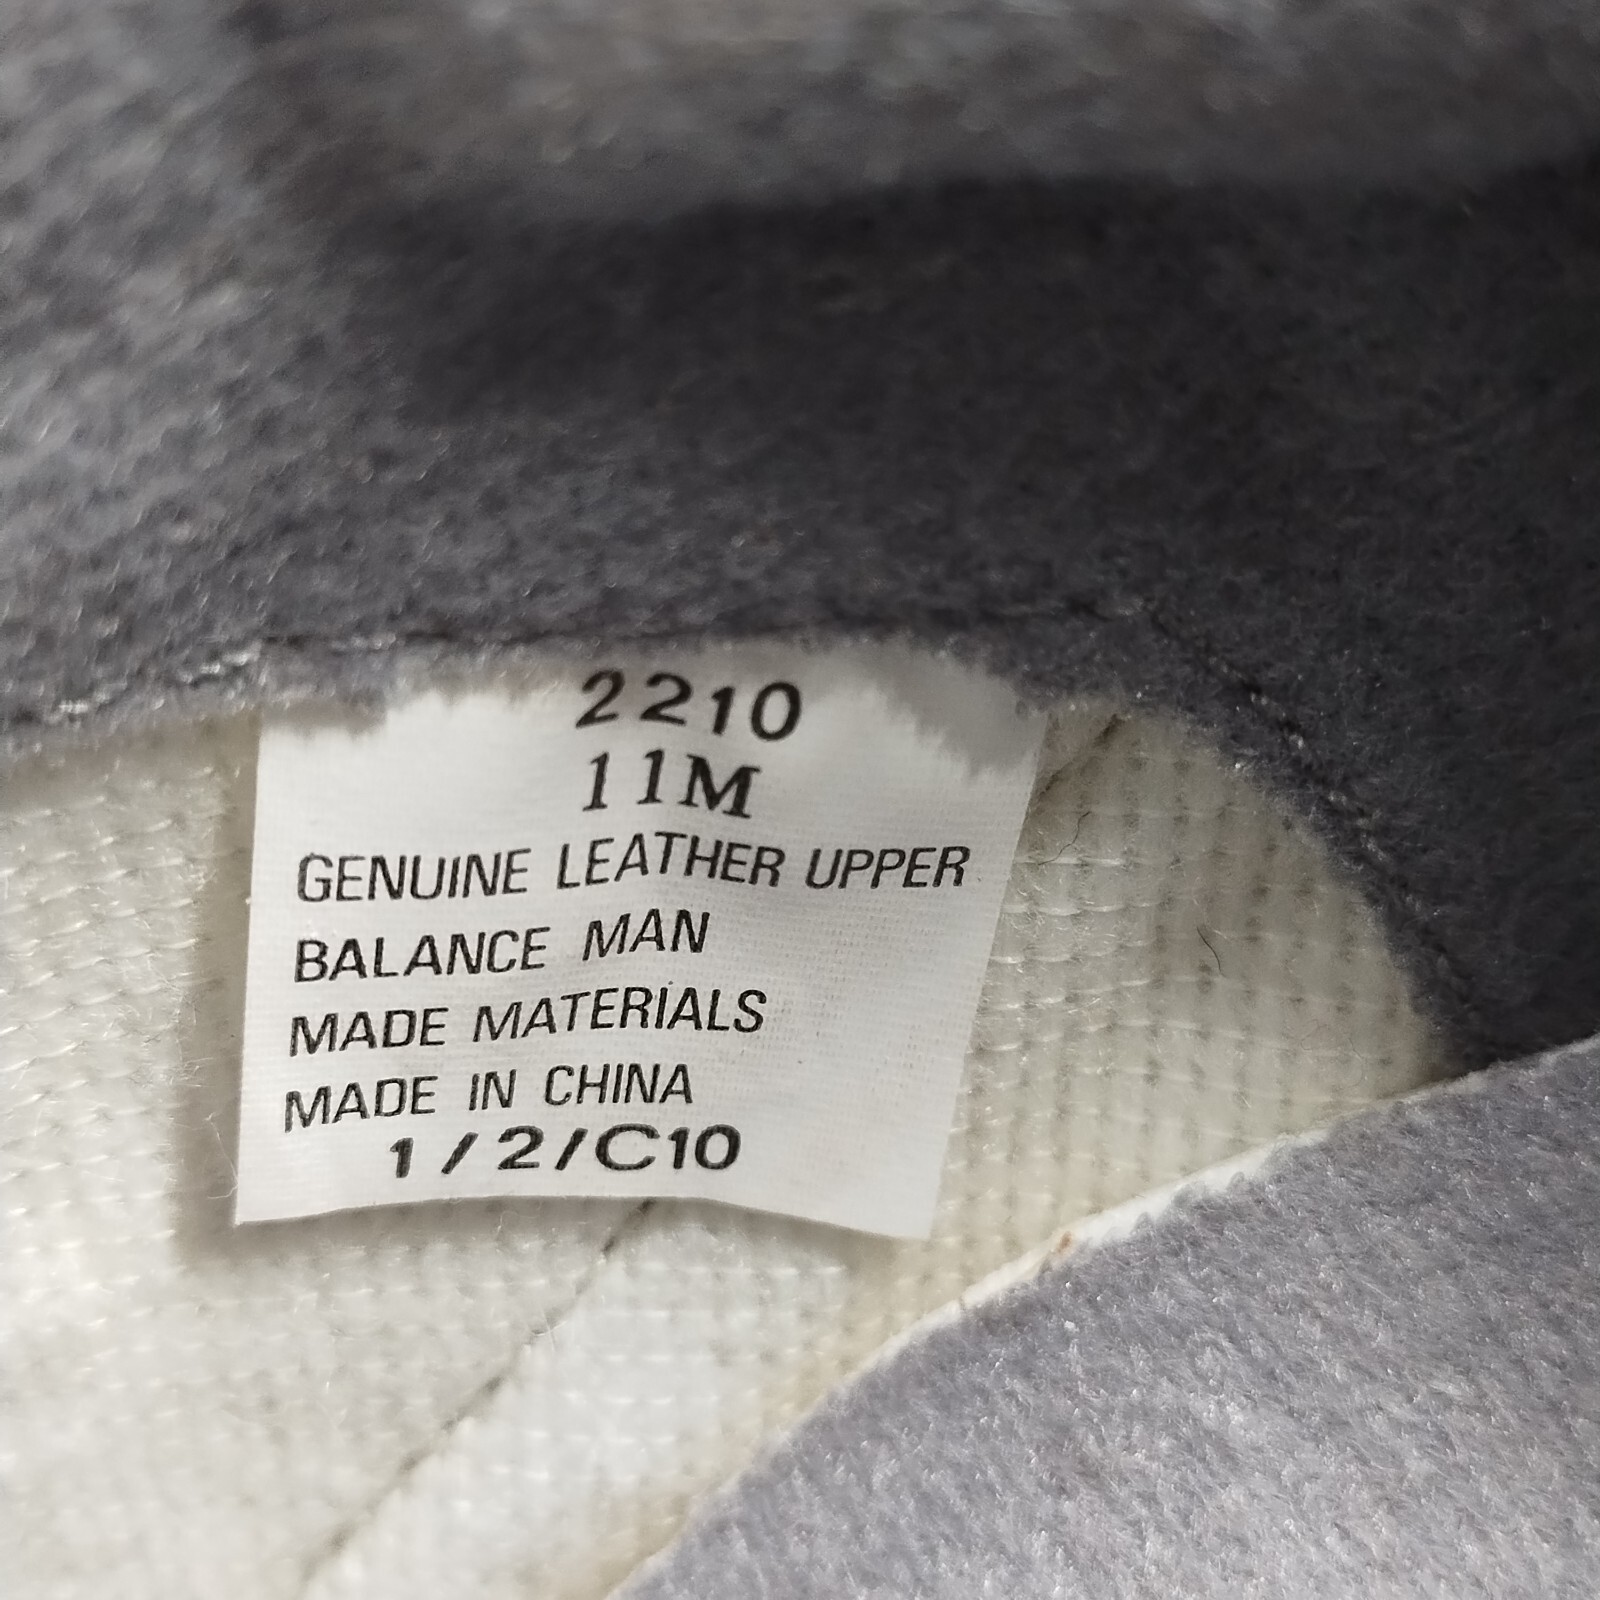 2210
11M
GENUINE LEATHER UPPER
BALANCE MAN
MADE MATERIALS
MADE IN CHINA
1/2/C10